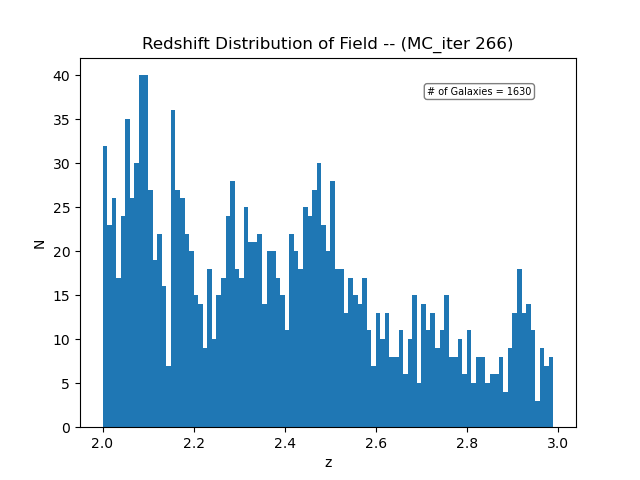 Redshift Distribution of Field -- (MC_iter 266)
# of Galaxies = 1630
N
40
35
30
25
20
15
10
5
0
2.0 2.2 2.4 2.6 2.8 3.0
z